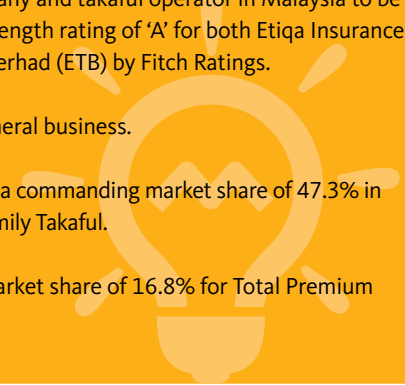 any and takaful operator in Malaysia to be
ength rating of ‘A’ for both Etiqa Insurance
erhad (ETB) by Fitch Ratings.
neral business.
a commanding market share of 47.3% in
mily Takaful.
arket share of 16.8% for Total Premium